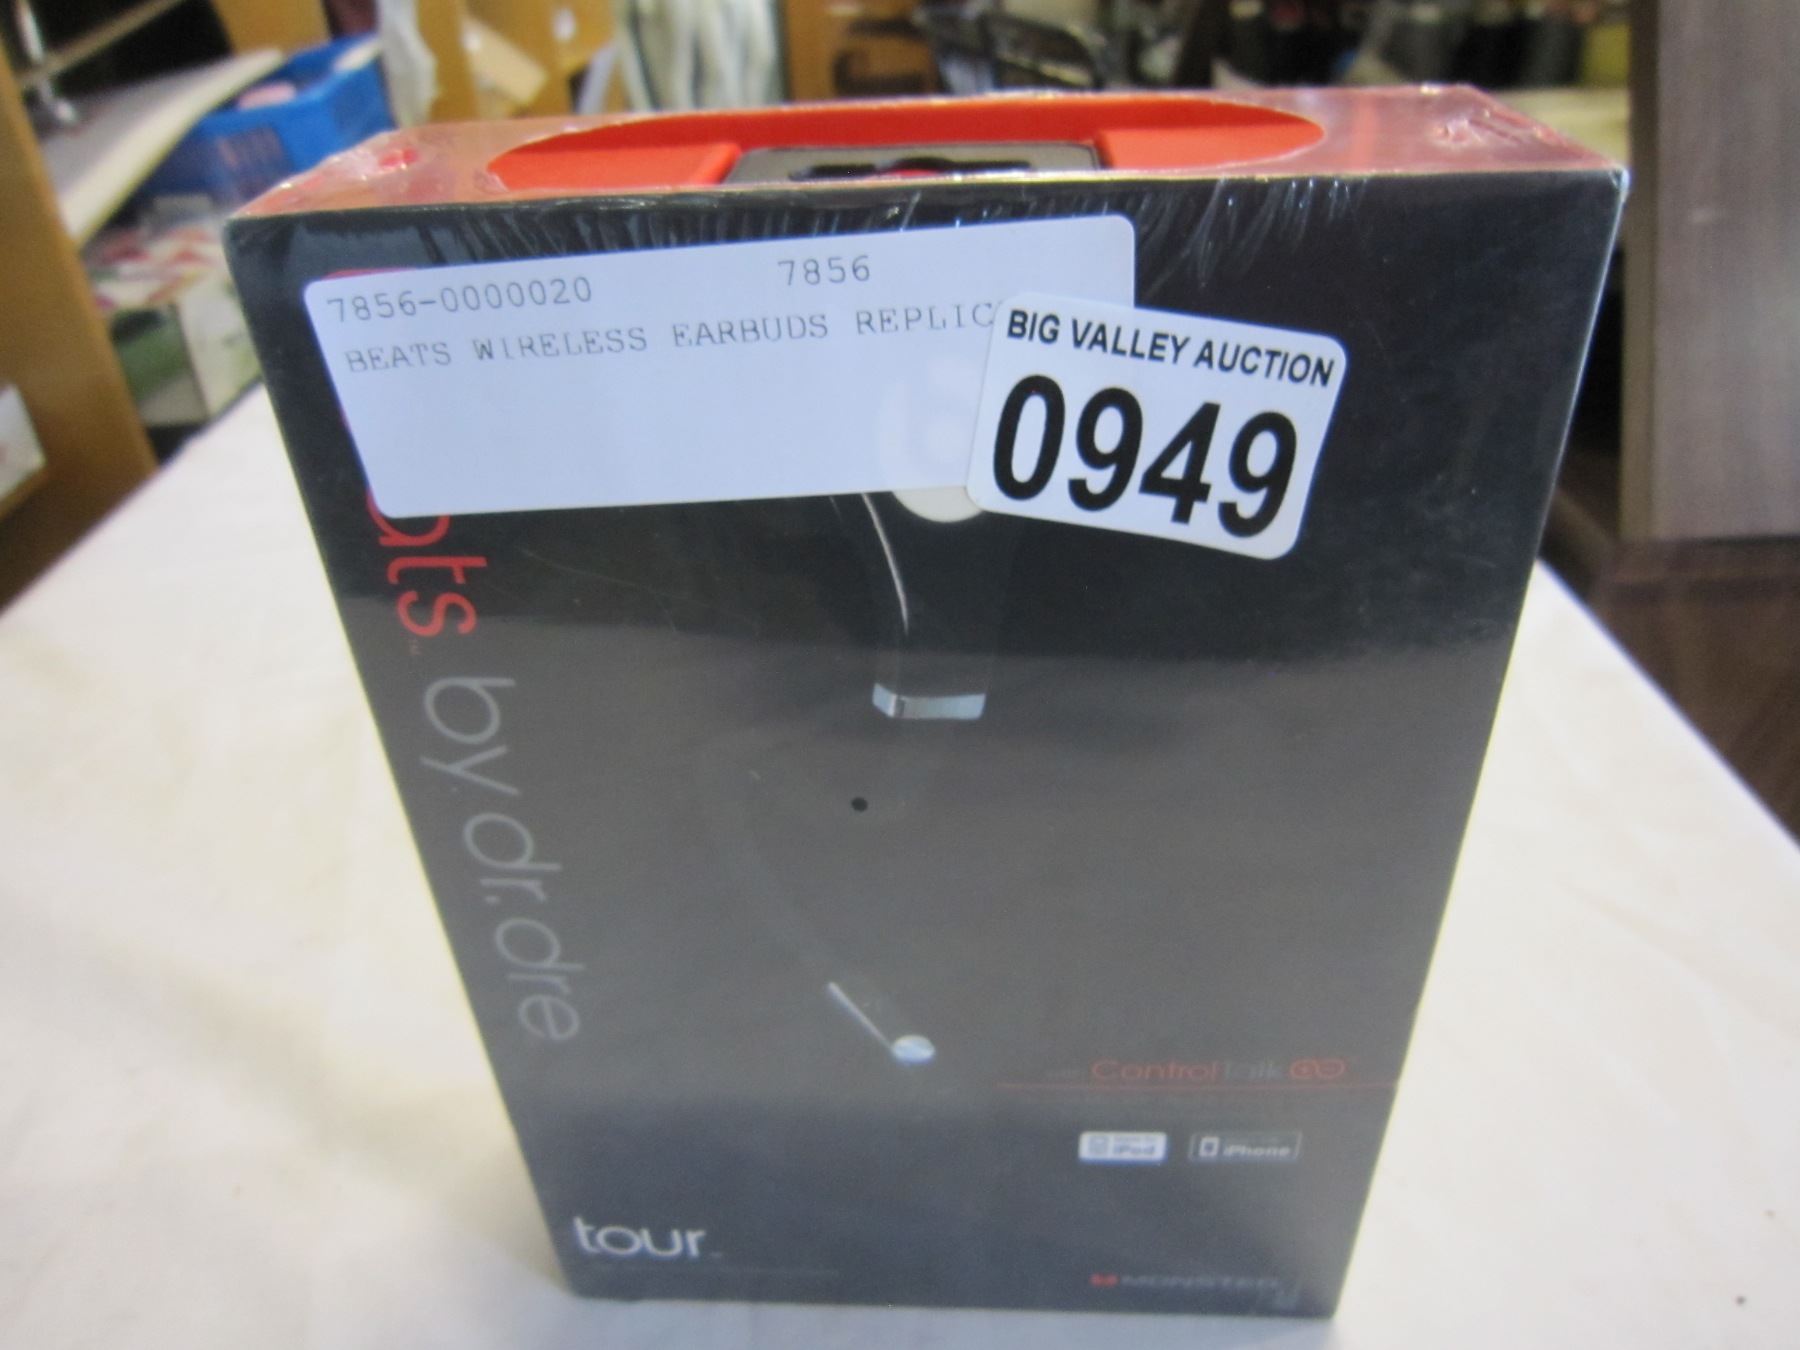 7856-0000020 7856
BEATS WIRELESS EARBUDS REPLIC
BIG VALLEY AUCTION
0949
ats by dr. dre
ControlTalk
iPod
iPhone
tour
MONSTER